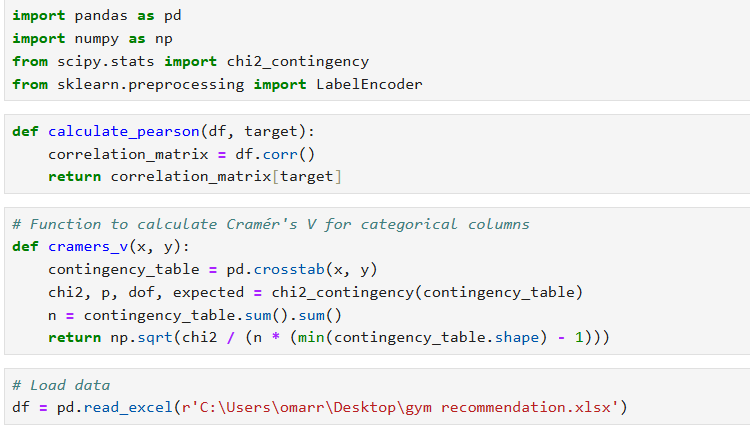 import pandas as pd
import numpy as np
from scipy.stats import chi2_contingency
from sklearn.preprocessing import LabelEncoder
def calculate_pearson(df, target):
    correlation_matrix = df.corr()
    return correlation_matrix[target]
# Function to calculate Cramér's V for categorical columns
def cramers_v(x, y):
    contingency_table = pd.crosstab(x, y)
    chi2, p, dof, expected = chi2_contingency(contingency_table)
    n = contingency_table.sum().sum()
    return np.sqrt(chi2 / (n * (min(contingency_table.shape) - 1)))
# Load data
df = pd.read_excel(r'C:\Users\omarr\Desktop\gym recommendation.xlsx')